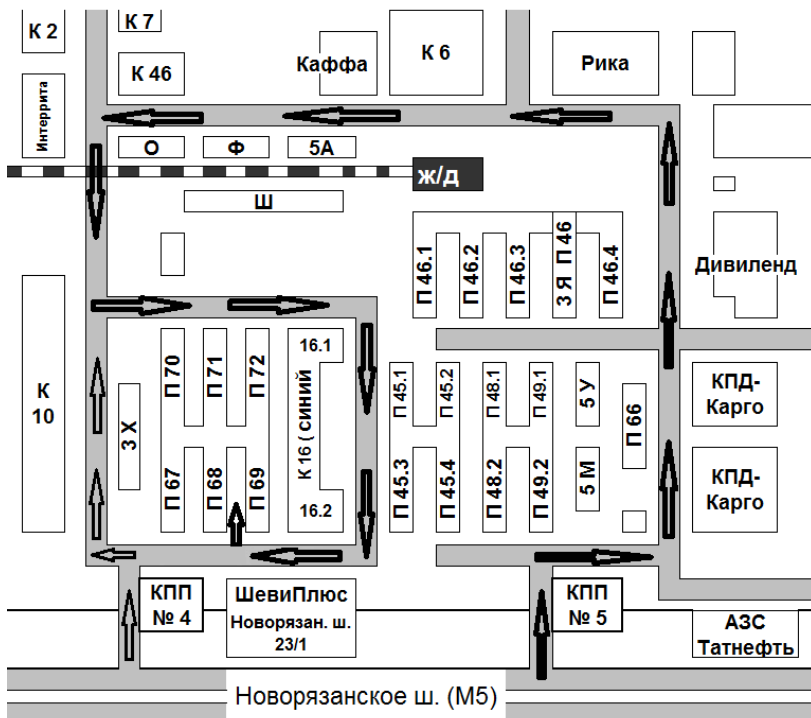 К 2
К 7
К 46
Каффа
К 6
Рика
Интеррита
О
Ф
5А
ж/д
Ш
П 46.1
П 46.2
П 46.3
3 Я П 46
П 46.4
Дивиленд
К
10
3 Х
П 70
П 71
П 72
16.1
К 16 ( синий
16.2
П 67
П 68
П 69
П 45.1
П 45.2
П 48.1
П 49.1
5 У
П 66
П 45.3
П 45.4
П 48.2
П 49.2
5 М
КПД-
Карго
КПД-
Карго
КПП
№ 4
ШевиПлюс
Новорязан. ш.
23/1
КПП
№ 5
АЗС
Татнефть
Новорязанское ш. (М5)